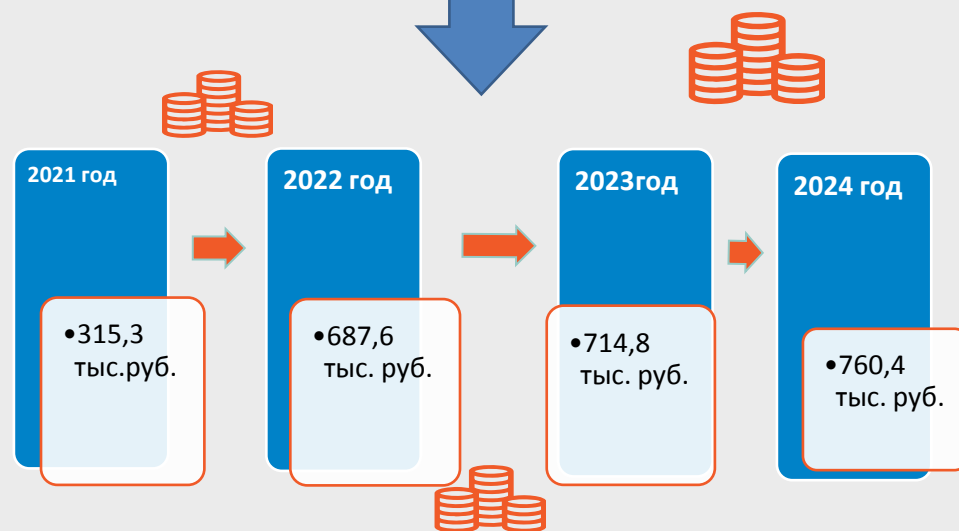 2021 год
•315,3
тыс.руб.
2022 год
•687,6
тыс. руб.
2023год
•714,8
тыс. руб.
2024 год
•760,4
тыс. руб.